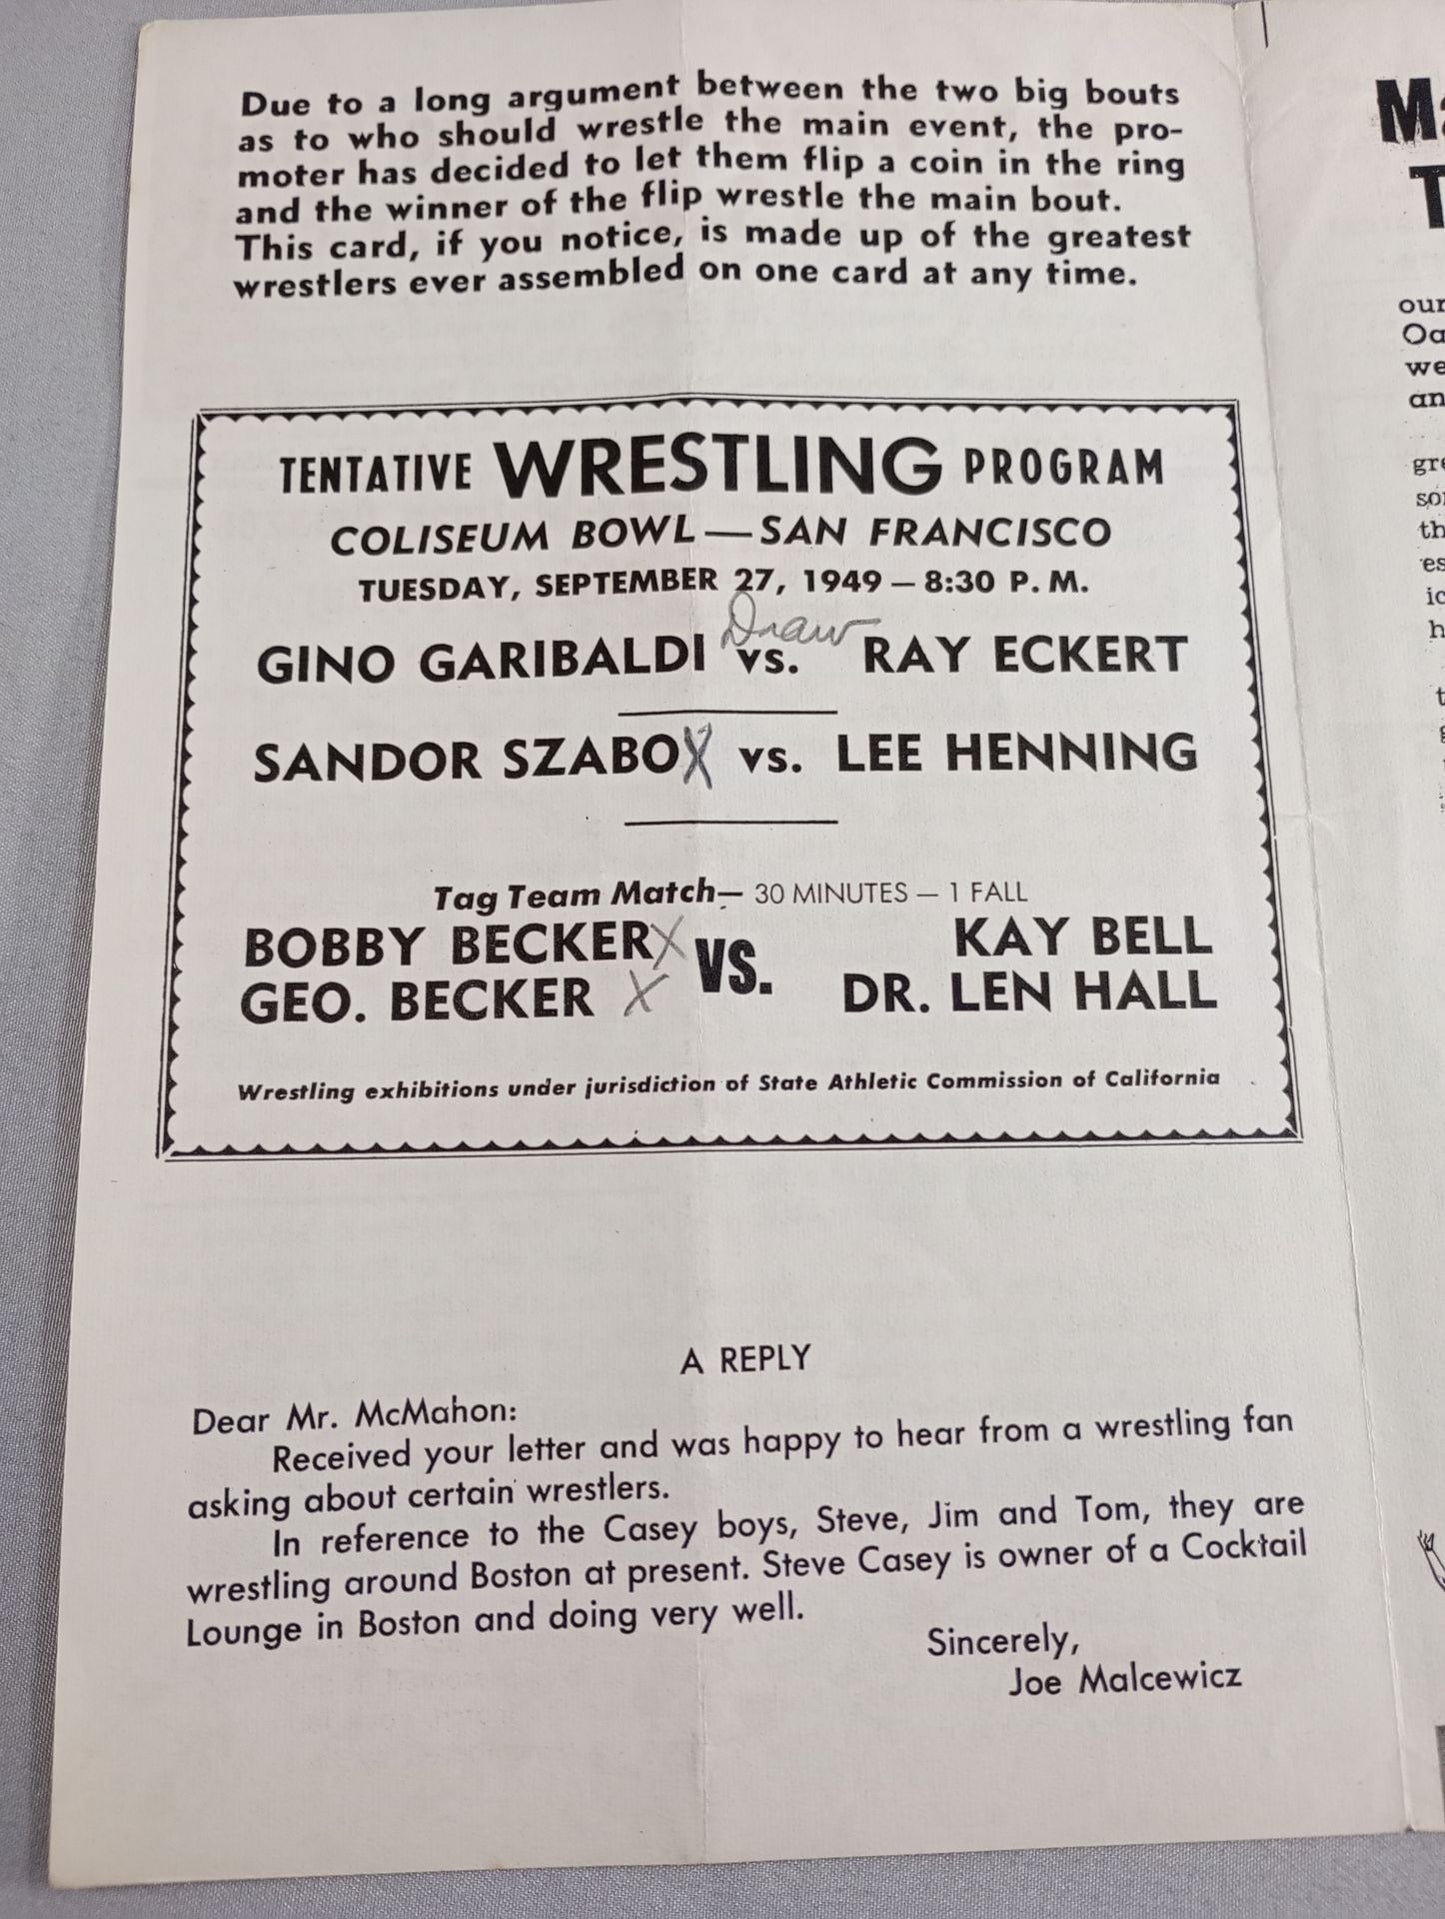 Due to a long argument between the two big bouts
as to who should wrestle the main event, the pro-
moter has decided to let them flip a coin in the ring
and the winner of the flip wrestle the main bout.
This card, if you notice, is made up of the greatest
wrestlers ever assembled on one card at any time.
TENTATIVE WRESTLING PROGRAM
COLISEUM BOWL — SAN FRANCISCO
TUESDAY, SEPTEMBER 27, 1949 – 8:30 P. M.
Draw
GINO GARIBALDI vs. RAY ECKERT
SANDOR SZABO X vs. LEE HENNING
Tag Team Match— 30 MINUTES — 1 FALL
BOBBY BECKER X VS. KAY BELL
GEO. BECKER X DR. LEN HALL
Wrestling exhibitions under jurisdiction of State Athletic Commission of California
A REPLY
Dear Mr. McMahon:
Received your letter and was happy to hear from a wrestling fan
asking about certain wrestlers.
In reference to the Casey boys, Steve, Jim and Tom, they are
wrestling around Boston at present. Steve Casey is owner of a Cocktail
Lounge in Boston and doing very well.
Sincerely,
Joe Malcewicz